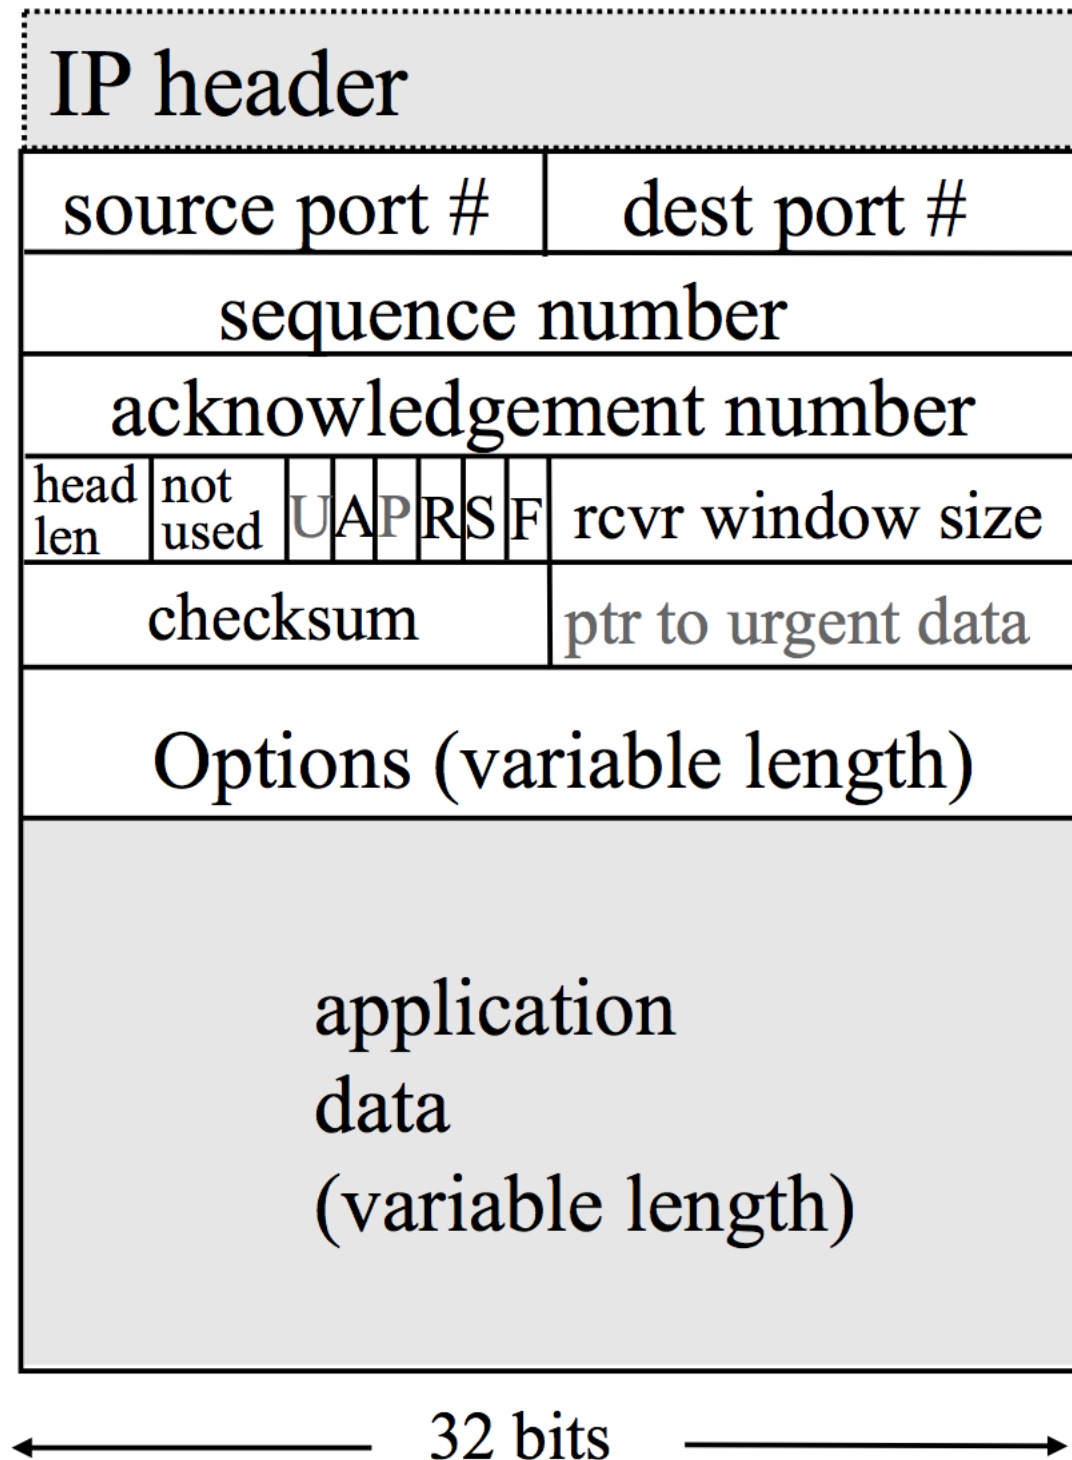 IP header
source port # dest port #
sequence number
acknowledgement number
head len not used U A P R S F rcvr window size
checksum ptr to urgent data
Options (variable length)
application
data
(variable length)
32 bits